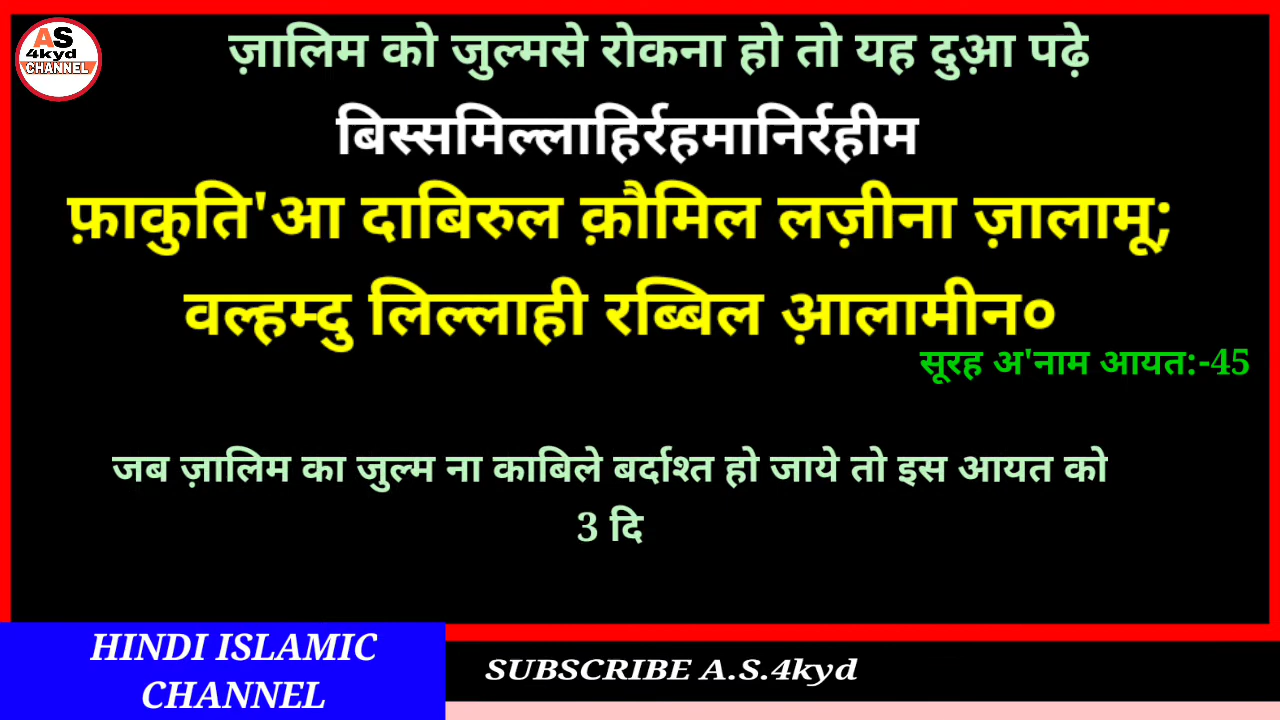 AS
4kyd
CHANNEL
ज़ालिम को जुल्मसे रोकना हो तो यह दुआ़ पढ़े
बिस्समिल्लाहिर्रहमानिर्रहीम
फ़ाकुति'आ दाबिरुल क़ौमिल लज़ीना ज़ालामू;
वल्हम्दु लिल्लाही रब्बिल आ़लामीन०
सूरह अ'नाम आयत:-45
जब ज़ालिम का जुल्म ना काबिले बर्दाश्त हो जाये तो इस आयत को
3 दि
HINDI ISLAMIC
CHANNEL
SUBSCRIBE A.S.4kyd